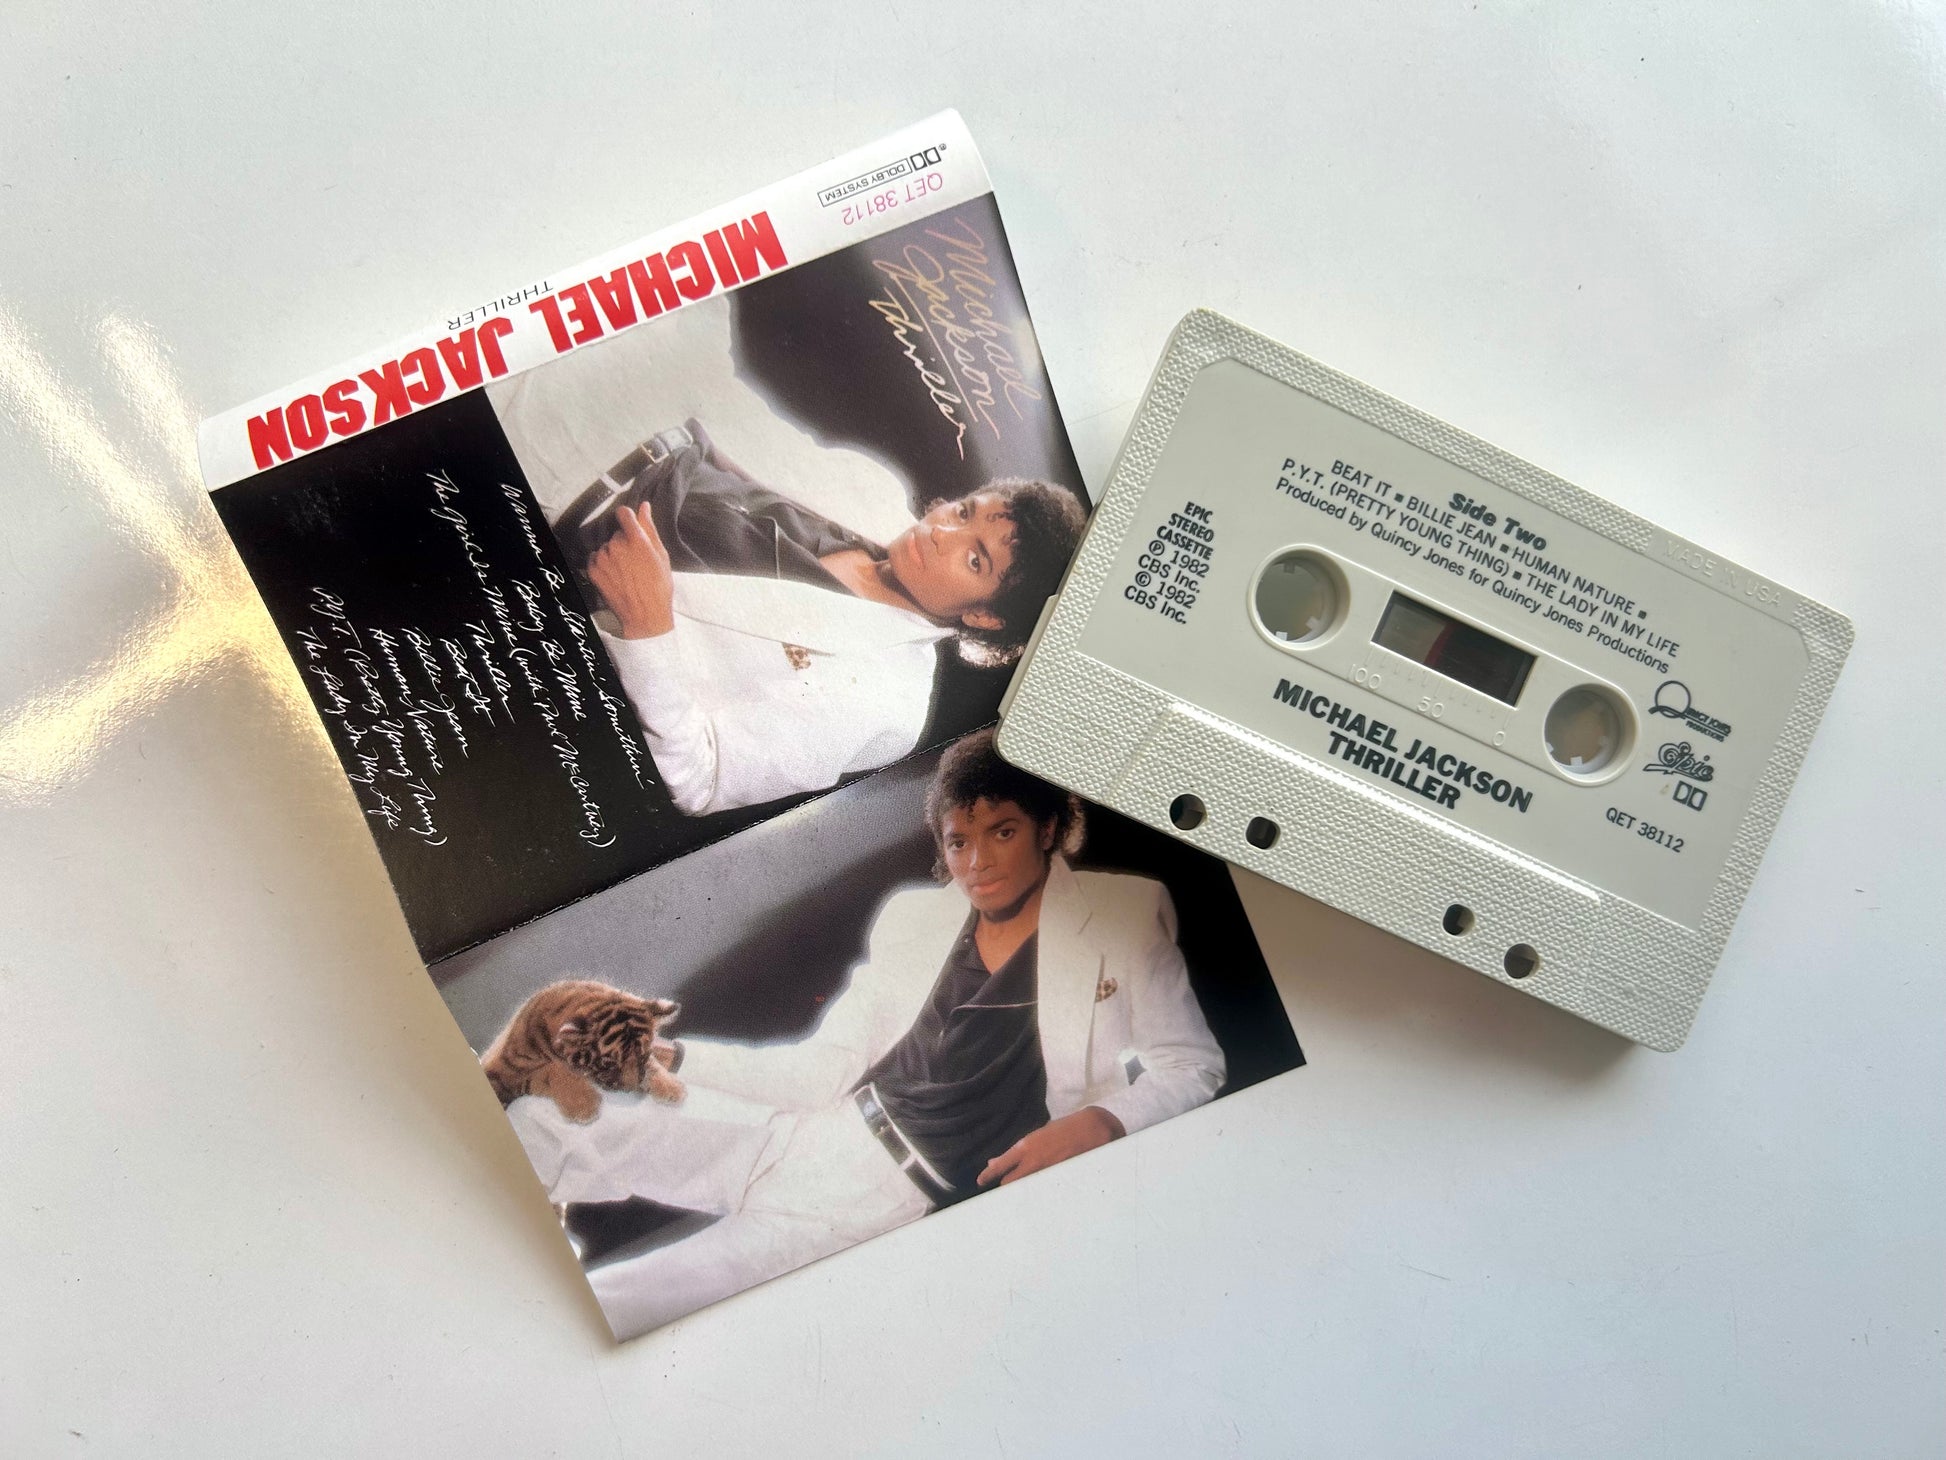 DOLBY SYSTEM®
QET 38112
MICHAEL JACKSON
THRILLER
Michael
Jackson
Thriller
Wanna Be Startin' Somethin'
Baby Be Mine
The Girl Is Mine (with Paul McCartney)
Thriller
Beat It
Billie Jean
Human Nature
P.Y.T. (Pretty Young Thing)
The Lady In My Life
MADE IN USA
Side Two
BEAT IT ■ BILLIE JEAN ■ HUMAN NATURE ■
P.Y.T. (PRETTY YOUNG THING) ■ THE LADY IN MY LIFE
Produced by Quincy Jones for Quincy Jones Productions
EPIC
STEREO
CASSETTE
℗ 1982
CBS Inc.
© 1982
CBS Inc.
100 50 0
MICHAEL JACKSON
THRILLER
QUINCY JONES
PRODUCTIONS
Epic
QET 38112